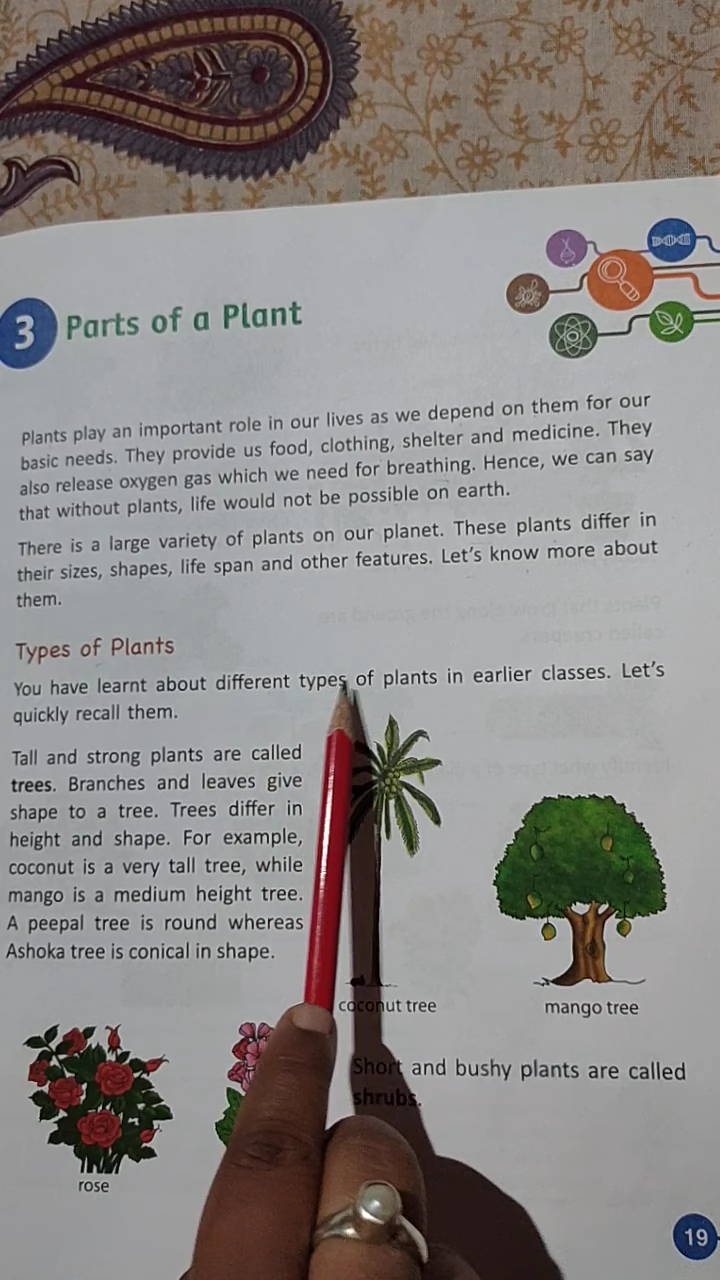 3 Parts of a Plant
Plants play an important role in our lives as we depend on them for our
basic needs. They provide us food, clothing, shelter and medicine. They
also release oxygen gas which we need for breathing. Hence, we can say
that without plants, life would not be possible on earth.
There is a large variety of plants on our planet. These plants differ in
their sizes, shapes, life span and other features. Let's know more about
them.
Types of Plants
You have learnt about different types of plants in earlier classes. Let's
quickly recall them.
Tall and strong plants are called
trees. Branches and leaves give
shape to a tree. Trees differ in
height and shape. For example,
coconut is a very tall tree, while
mango is a medium height tree.
A peepal tree is round whereas
Ashoka tree is conical in shape.
coconut tree
mango tree
Short and bushy plants are called
shrubs.
rose
19